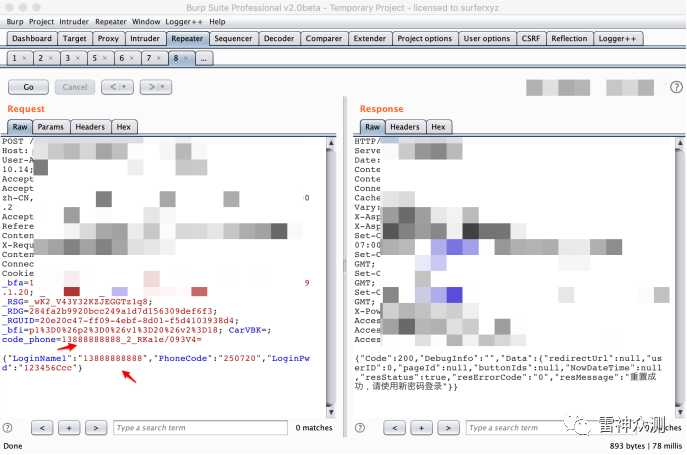 Burp Suite Professional v2.0beta - Temporary Project - licensed to surferxyz
Burp Project Intruder Repeater Window Logger++ Help
Dashboard Target Proxy Intruder Repeater Sequencer Decoder Comparer Extender Project options User options CSRF Reflection Logger++
1 × 2 × 3 × 5 × 6 × 7 × 8 × ...
Go Cancel < > ?
Request
Raw Params Headers Hex
POST /
Host:
User-A
10.14;
Accept
Accept
zh-CN, 0
.2
Accept
Refere
Conten
X-Requ
Conten
Connec
Cookie
_bfa=1 9
.1.20;
_RSG=_wK2_V43Y32KZJEGGTz1q8;
_RDG=284fa2b9920bcc249a1d7d156309def6f3;
_RGUID=20e20c47-ff09-4ebf-8d01-f5d4103938d4;
_bfi=p1%3D0%26p2%3D0%26v1%3D20%26v2%3D18; CarVBK=;
code_phone=13888888888_2_RKa1e/093V4=
{"LoginName1":"13888888888","PhoneCode":"250720","LoginPw
d":"123456Ccc"}
? < + > Type a search term 0 matches
Response
Raw Headers Hex
HTTP/
Serve
Date:
Conte
Conte
Conne
Cache
Vary:
X-Asp
X-Asp
Set-C
07:00
Set-C
GMT;
Set-C
GMT;
X-Pow
Acces
Acces
{"Code":200,"DebugInfo":"","Data":{"redirectUrl":null,"us
erID":0,"pageId":null,"buttonIds":null,"NowDateTime":null
,"resStatus":true,"resErrorCode":"0","resMessage":"重置成
功，请使用新密码登录"}}
? < + > Type a search term
雷神众测
Done
893 bytes | 78 millis